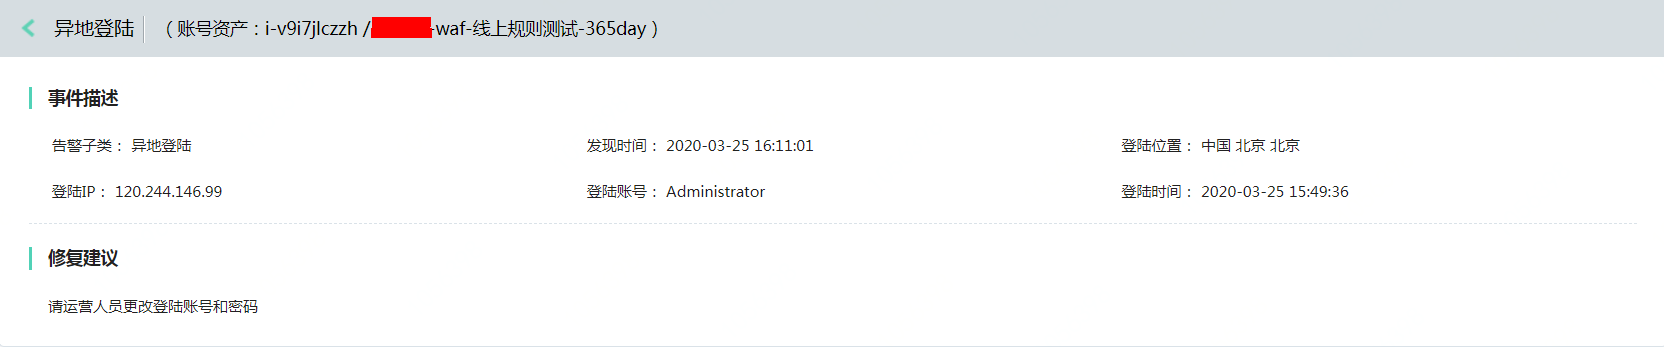 异地登陆 （ 账号资产：i-v9i7jlczzh / -waf-线上规则测试-365day ）
事件描述
告警子类： 异地登陆 发现时间： 2020-03-25 16:11:01 登陆位置： 中国 北京 北京
登陆IP： 120.244.146.99 登陆账号： Administrator 登陆时间： 2020-03-25 15:49:36
修复建议
请运营人员更改登陆账号和密码